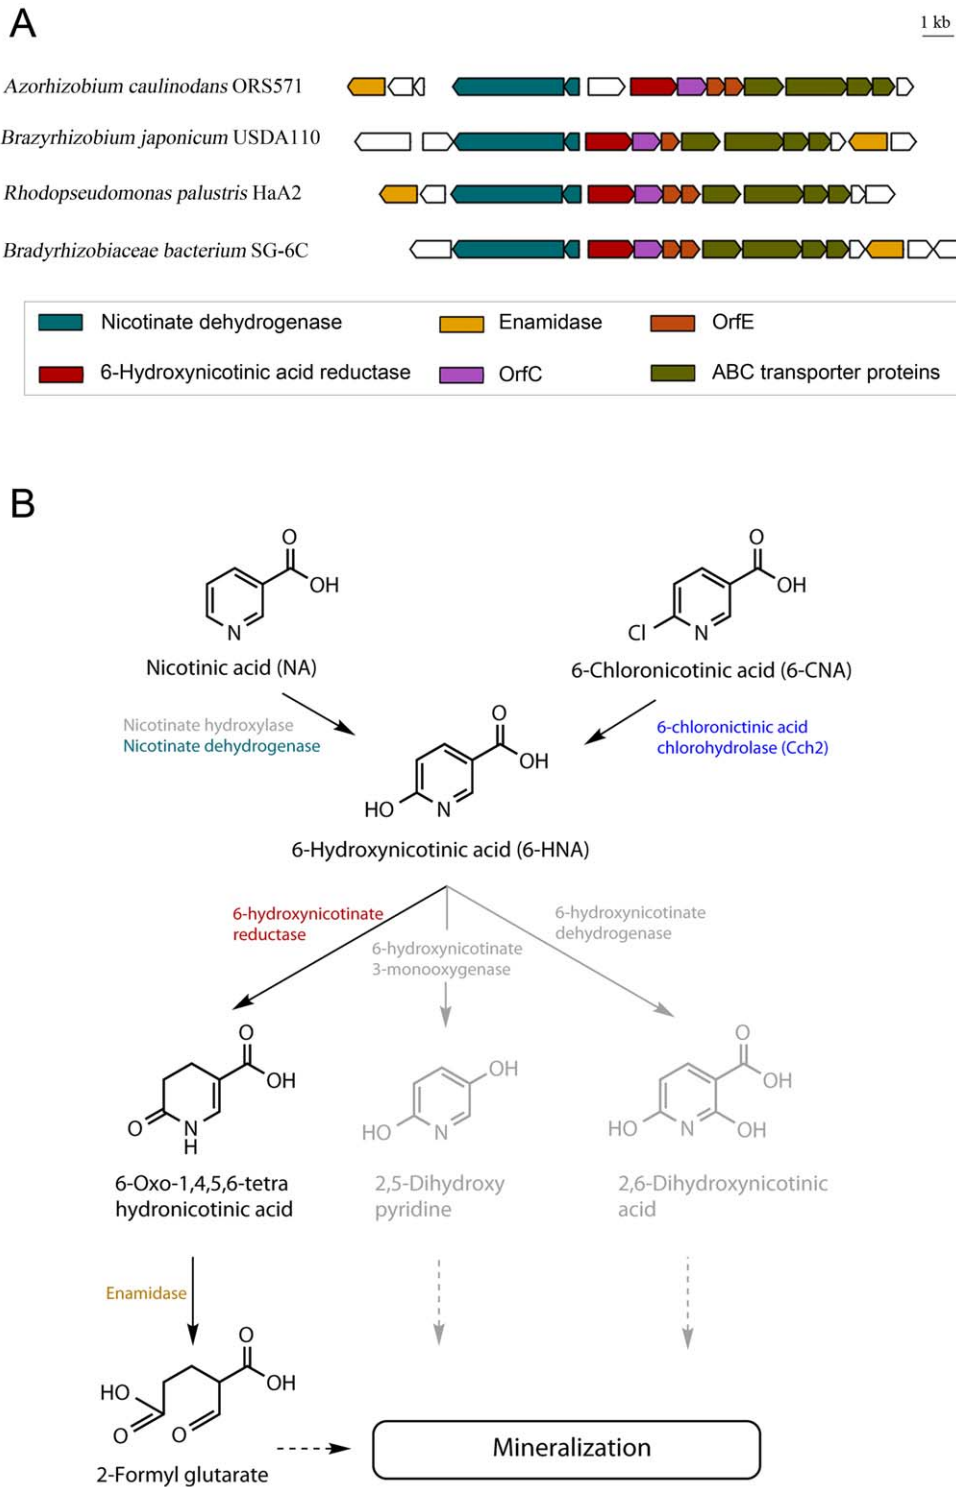 A
1 kb
Azorhizobium caulinodans ORS571
Brazyrhizobium japonicum USDA110
Rhodopseudomonas palustris HaA2
Bradyrhizobiaceae bacterium SG-6C
Nicotinate dehydrogenase
Enamidase
OrfE
6-Hydroxynicotinic acid reductase
OrfC
ABC transporter proteins
B
O
OH
N
Nicotinic acid (NA)
O
OH
Cl
N
6-Chloronicotinic acid (6-CNA)
Nicotinate hydroxylase
Nicotinate dehydrogenase
6-chloronictinic acid
chlorohydrolase (Cch2)
O
OH
HO
N
6-Hydroxynicotinic acid (6-HNA)
6-hydroxynicotinate
reductase
6-hydroxynicotinate
3-monooxygenase
6-hydroxynicotinate
dehydrogenase
O
OH
O
N
H
6-Oxo-1,4,5,6-tetra
hydronicotinic acid
OH
HO
N
2,5-Dihydroxy
pyridine
O
OH
HO
N
OH
2,6-Dihydroxynicotinic
acid
Enamidase
O
OH
HO
O
O
2-Formyl glutarate
Mineralization